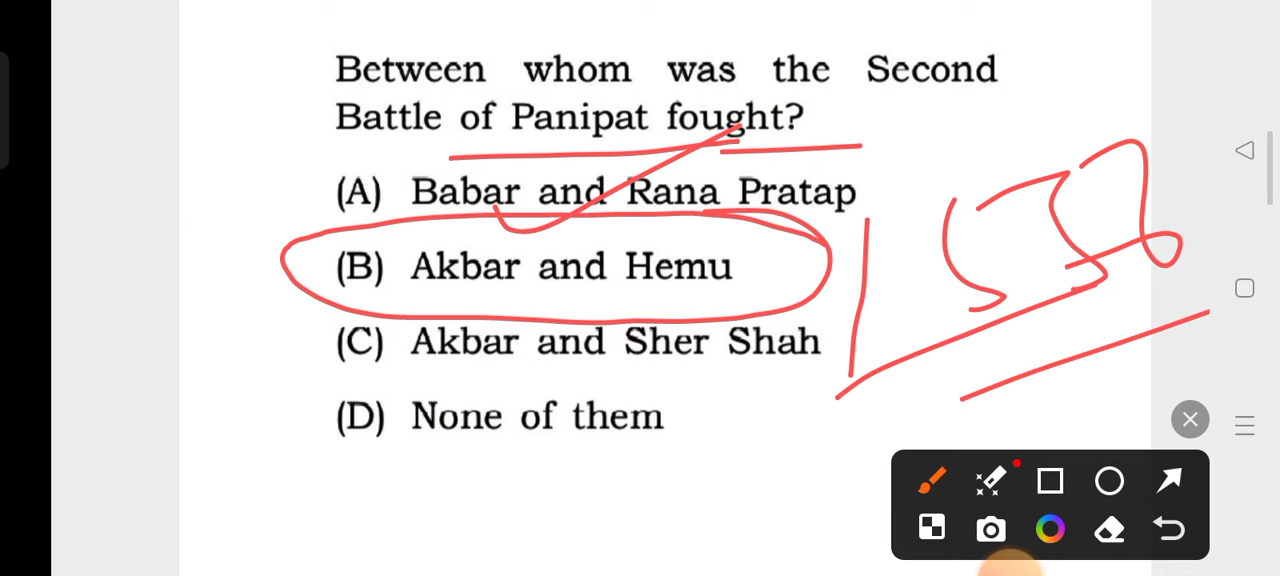 Between whom was the Second
Battle of Panipat fought?
(A) Babar and Rana Pratap
(B) Akbar and Hemu
(C) Akbar and Sher Shah
(D) None of them